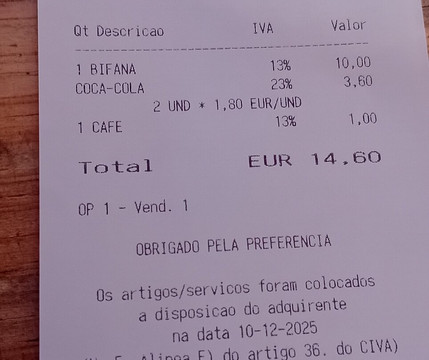 Qt Descricao IVA Valor
1 BIFANA 13% 10,00
COCA-COLA 23% 3,60
2 UND * 1,80 EUR/UND
1 CAFE 13% 1,00
Total EUR 14,60
OP 1 - Vend. 1
OBRIGADO PELA PREFERENCIA
Os artigos/servicos foram colocados
a disposicao do adquirente
na data 10-12-2025
Alinea F) do artigo 36. do CIVA)